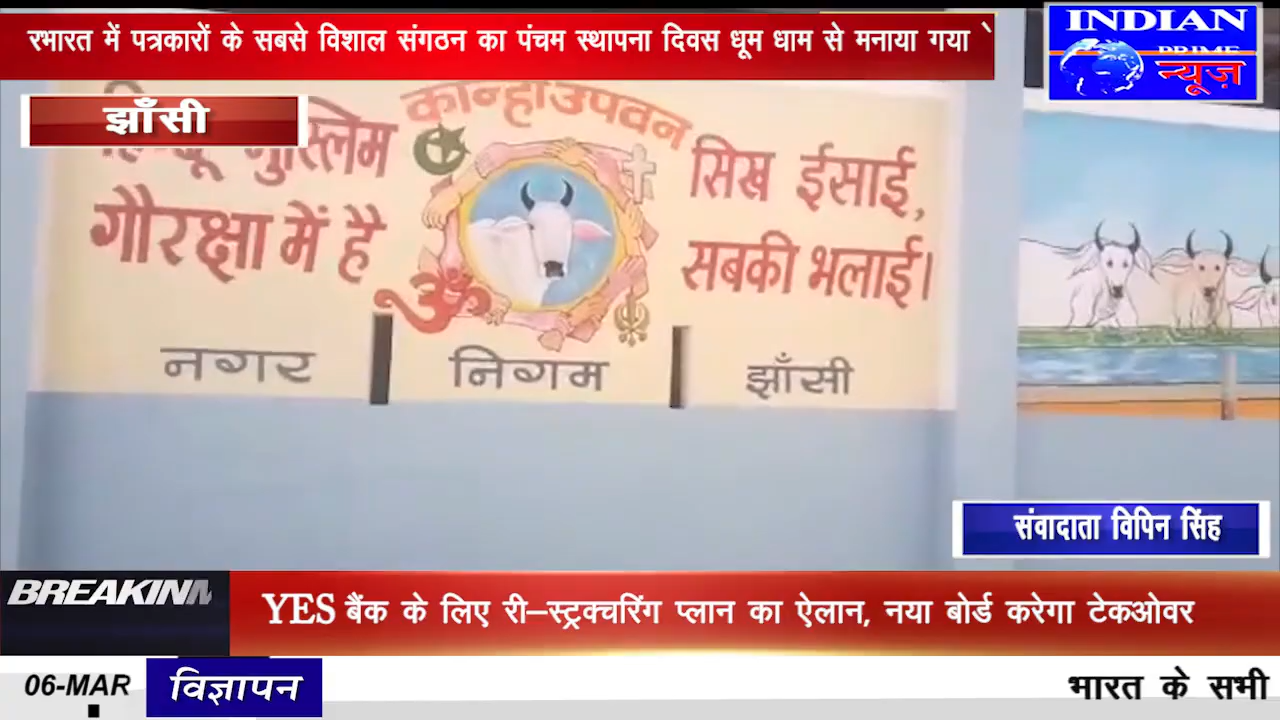 रभारत में पत्रकारों के सबसे विशाल संगठन का पंचम स्थापना दिवस धूम धाम से मनाया गया
INDIAN
PRIME
न्यूज़
झाँसी
कान्हा उपवन
मुस्लिम
सिख ईसाई,
गौरक्षा में है
सबकी भलाई।
नगर निगम झाँसी
संवादाता विपिन सिंह
BREAKIN
YES बैंक के लिए री–स्ट्रक्चरिंग प्लान का ऐलान, नया बोर्ड करेगा टेकओवर
06-MAR
विज्ञापन
भारत के सभी